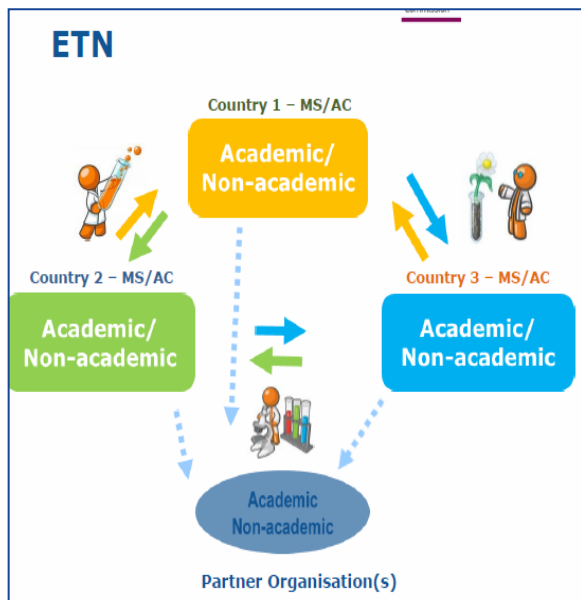 ETN
Country 1 – MS/AC
Academic/
Non-academic
Country 2 – MS/AC
Country 3 – MS/AC
Academic/
Non-academic
Academic/
Non-academic
Academic
Non-academic
Partner Organisation(s)